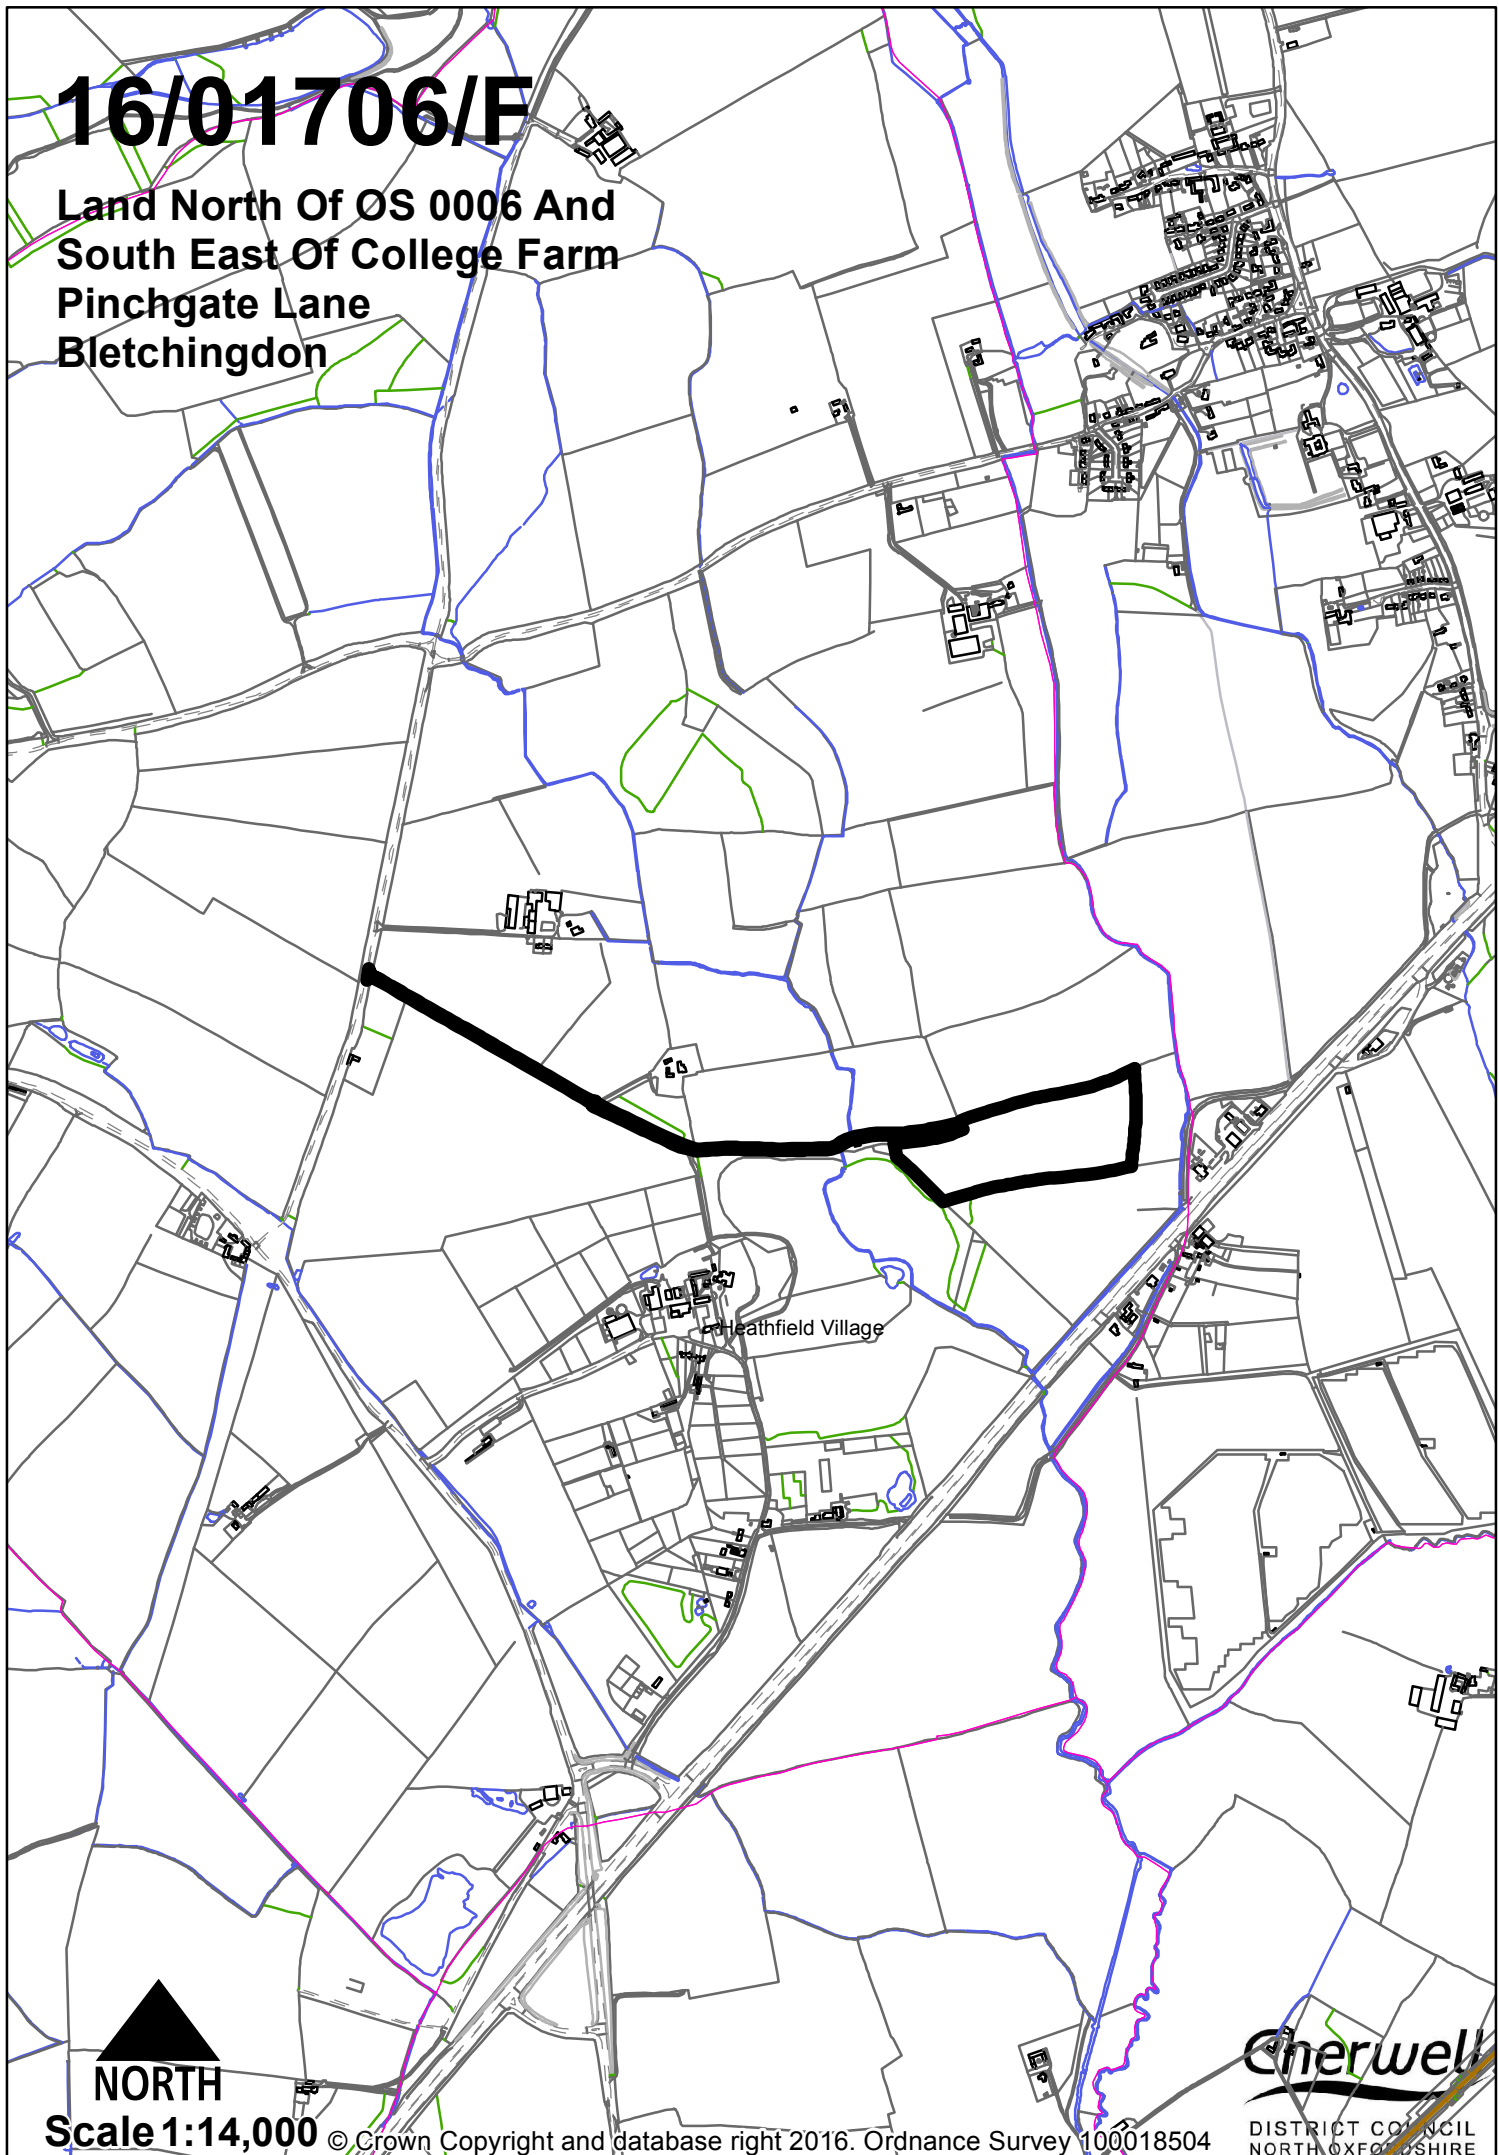 16/01706/F
Land North Of OS 0006 And
South East Of College Farm
Pinchgate Lane
Bletchingdon
Heathfield Village
NORTH
Scale 1:14,000
© Crown Copyright and database right 2016. Ordnance Survey 100018504
Cherwell
DISTRICT COUNCIL
NORTH OXFORDSHIRE